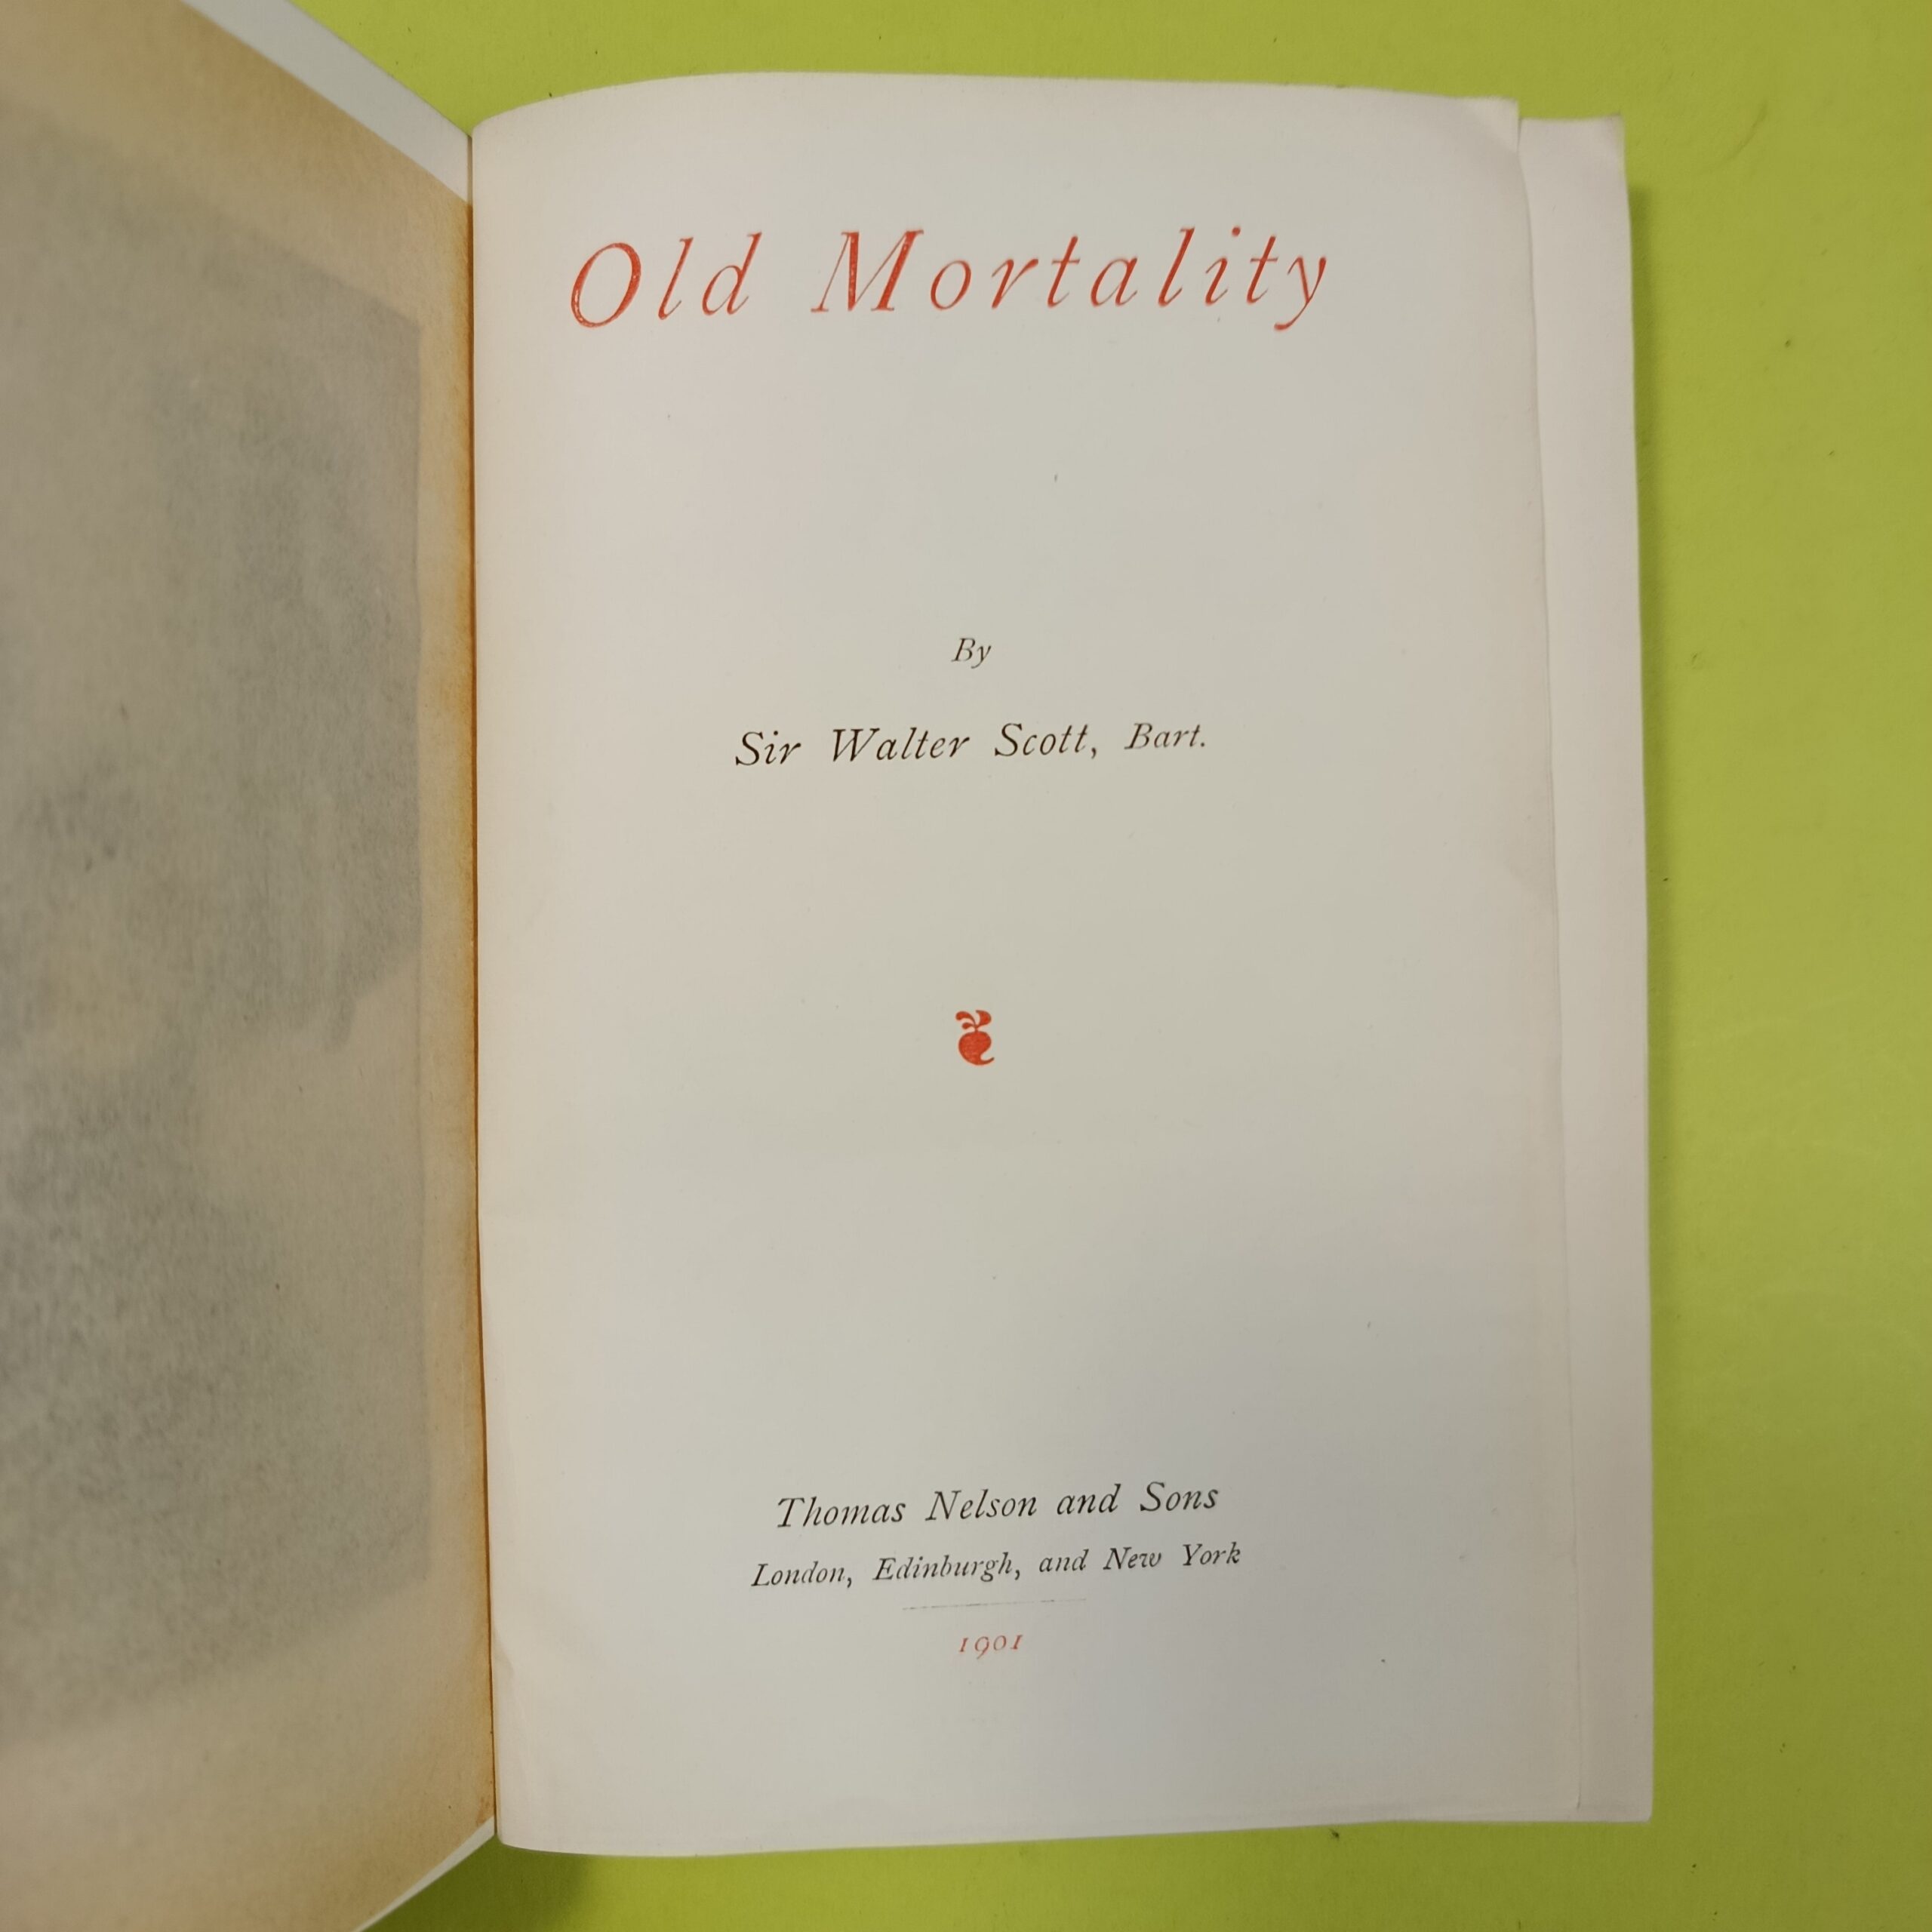 Old Mortality
By
Sir Walter Scott, Bart.
Thomas Nelson and Sons
London, Edinburgh, and New York
1901